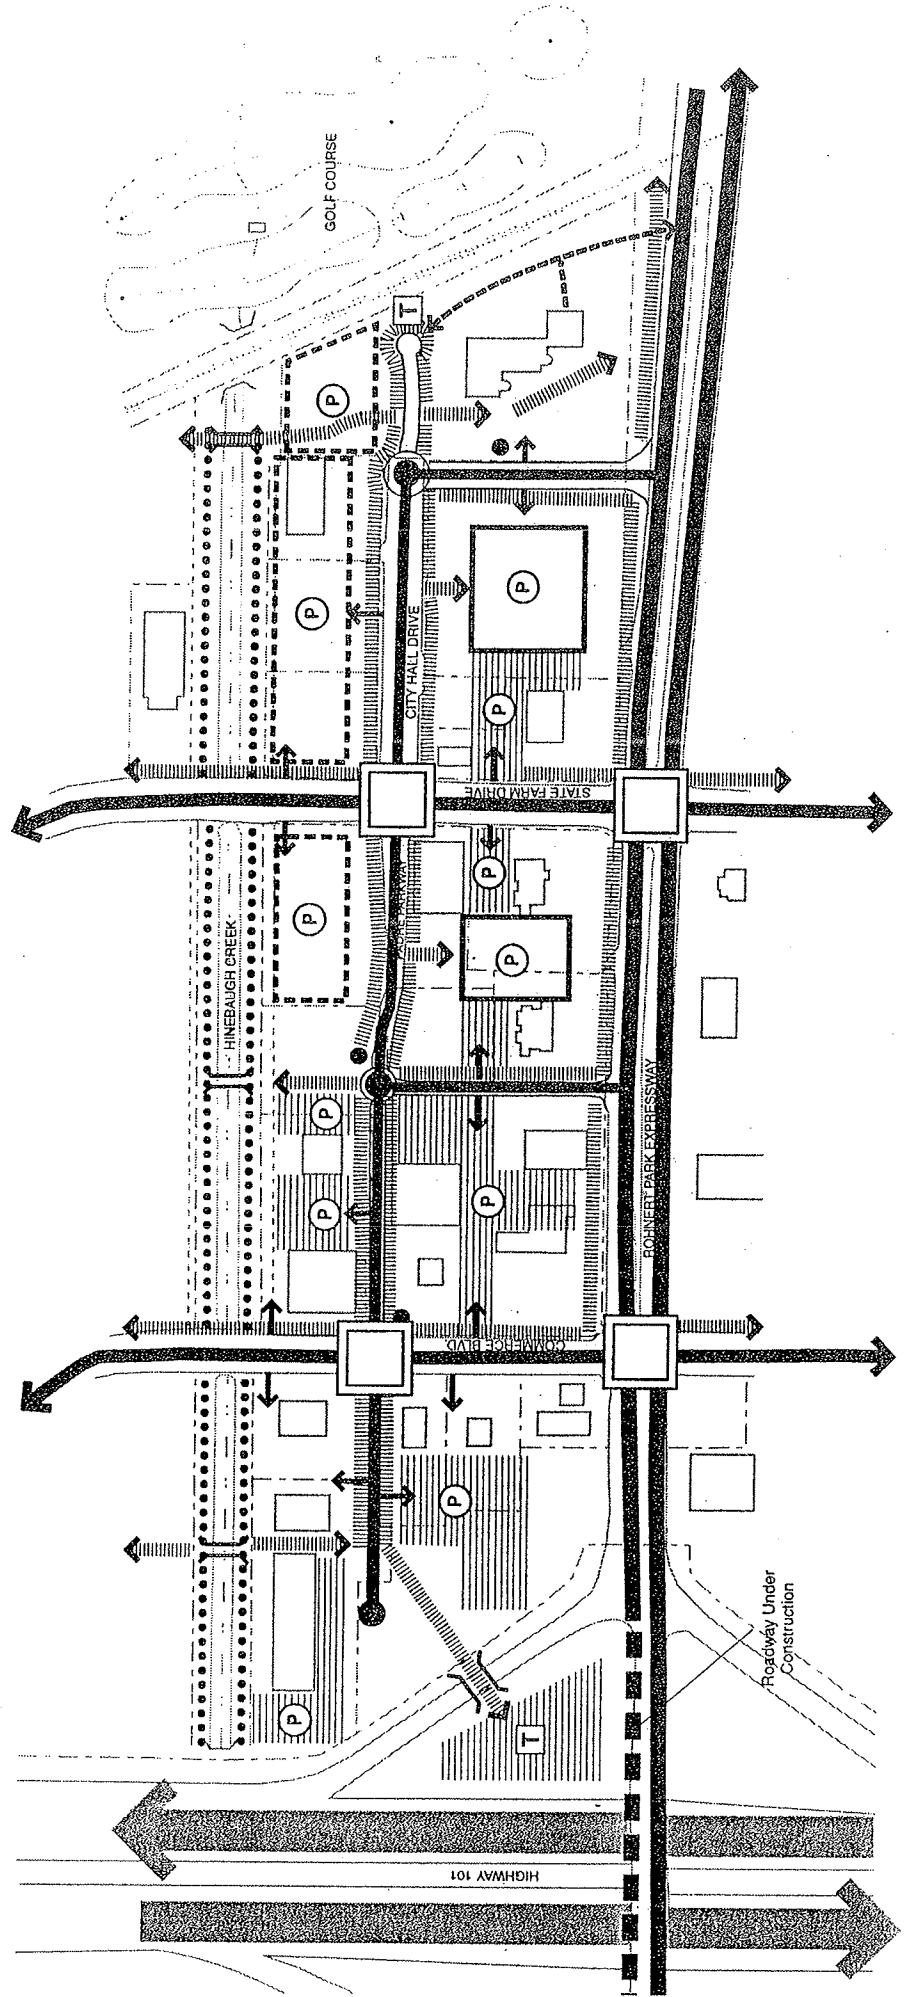 GOLF COURSE
T
P
P
P
CITY HALL DRIVE
P
STATE FARM DRIVE
P
P
P
HINEBAUGH CREEK
P
P
P
ROHNERT PARK EXPRESSWAY
COMMERCE BLVD.
P
P
T
Roadway Under
Construction
HIGHWAY 101